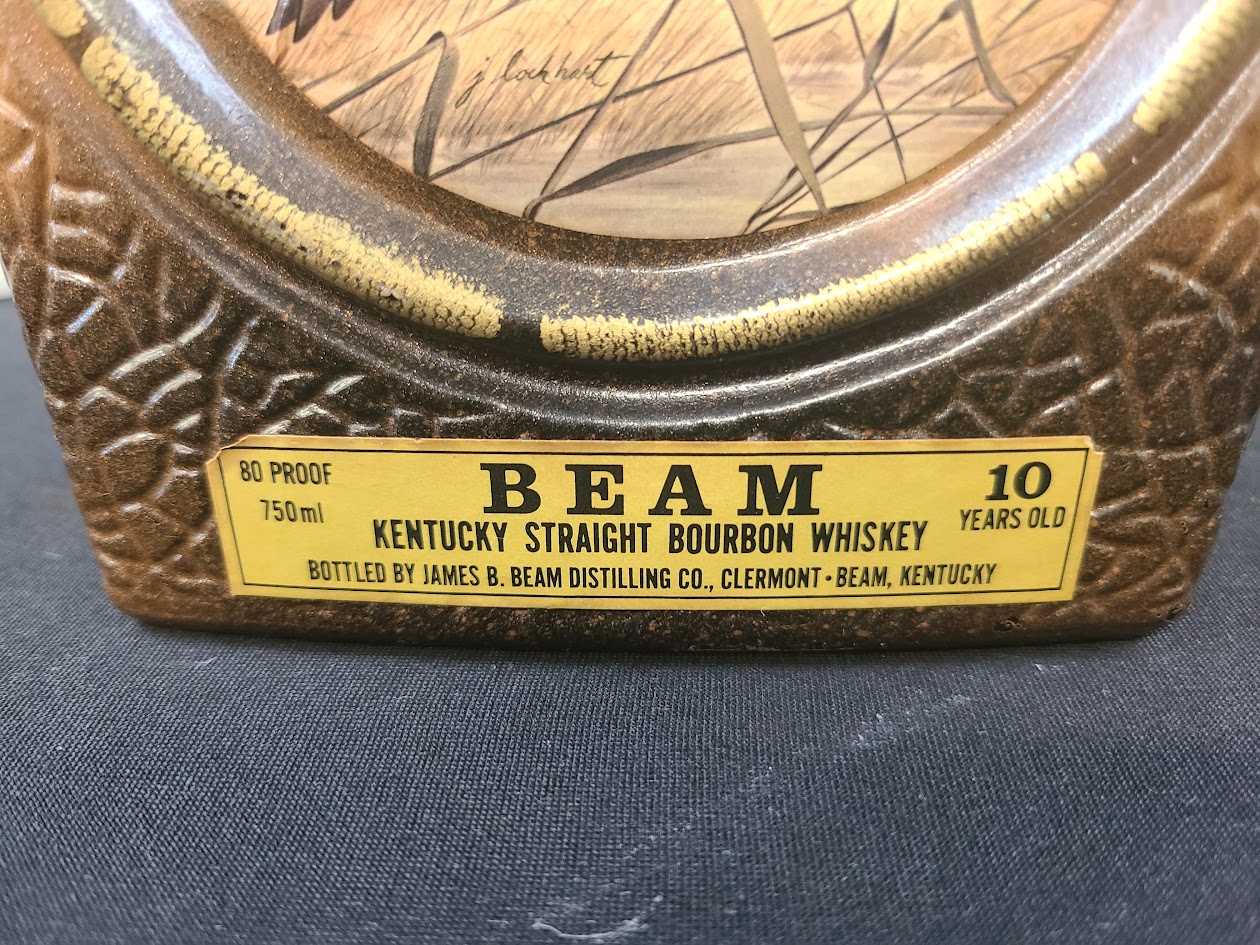 j lockhart
80 PROOF
750ml
BEAM
10
YEARS OLD
KENTUCKY STRAIGHT BOURBON WHISKEY
BOTTLED BY JAMES B. BEAM DISTILLING CO., CLERMONT•BEAM, KENTUCKY